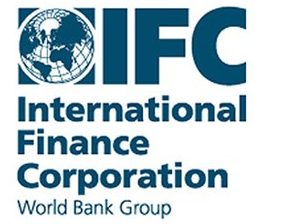 IFC
International
Finance
Corporation
World Bank Group